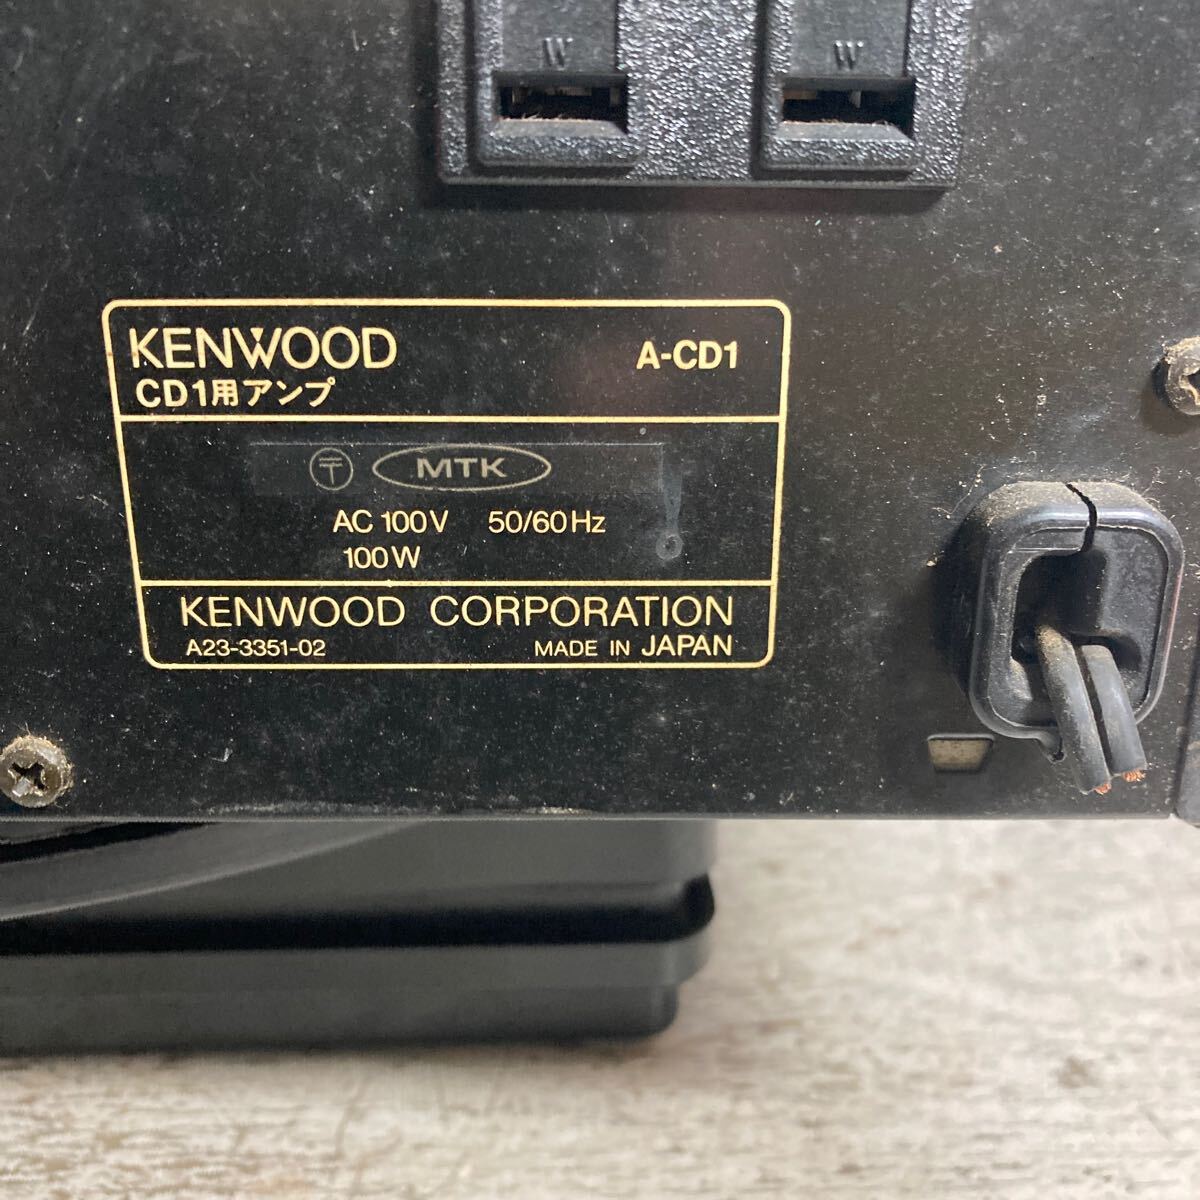 W W
KENWOOD A-CD1
CD1用アンプ
〒 MTK
AC 100V 50/60Hz
100W
KENWOOD CORPORATION
A23-3351-02 MADE IN JAPAN